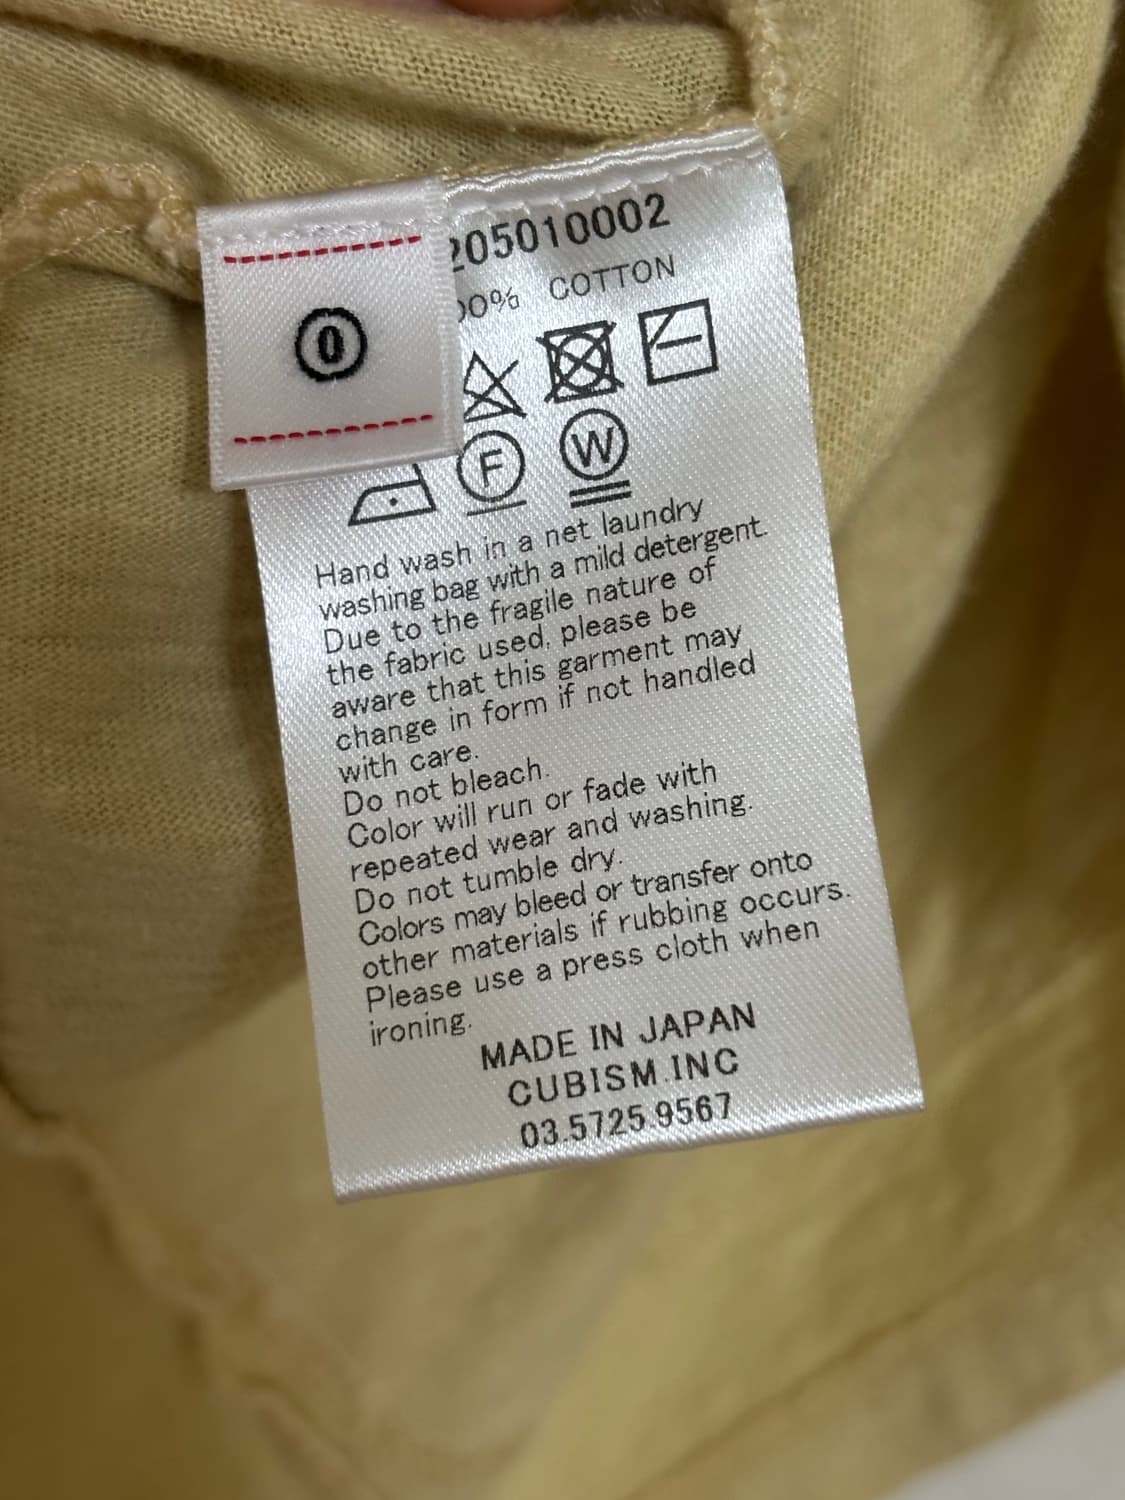 0
205010002
00% COTTON
F
W
Hand wash in a net laundry
washing bag with a mild detergent.
Due to the fragile nature of
the fabric used, please be
aware that this garment may
change in form if not handled
with care.
Do not bleach.
Color will run or fade with
repeated wear and washing.
Do not tumble dry.
Colors may bleed or transfer onto
other materials if rubbing occurs.
Please use a press cloth when
ironing.
MADE IN JAPAN
CUBISM.INC
03.5725.9567